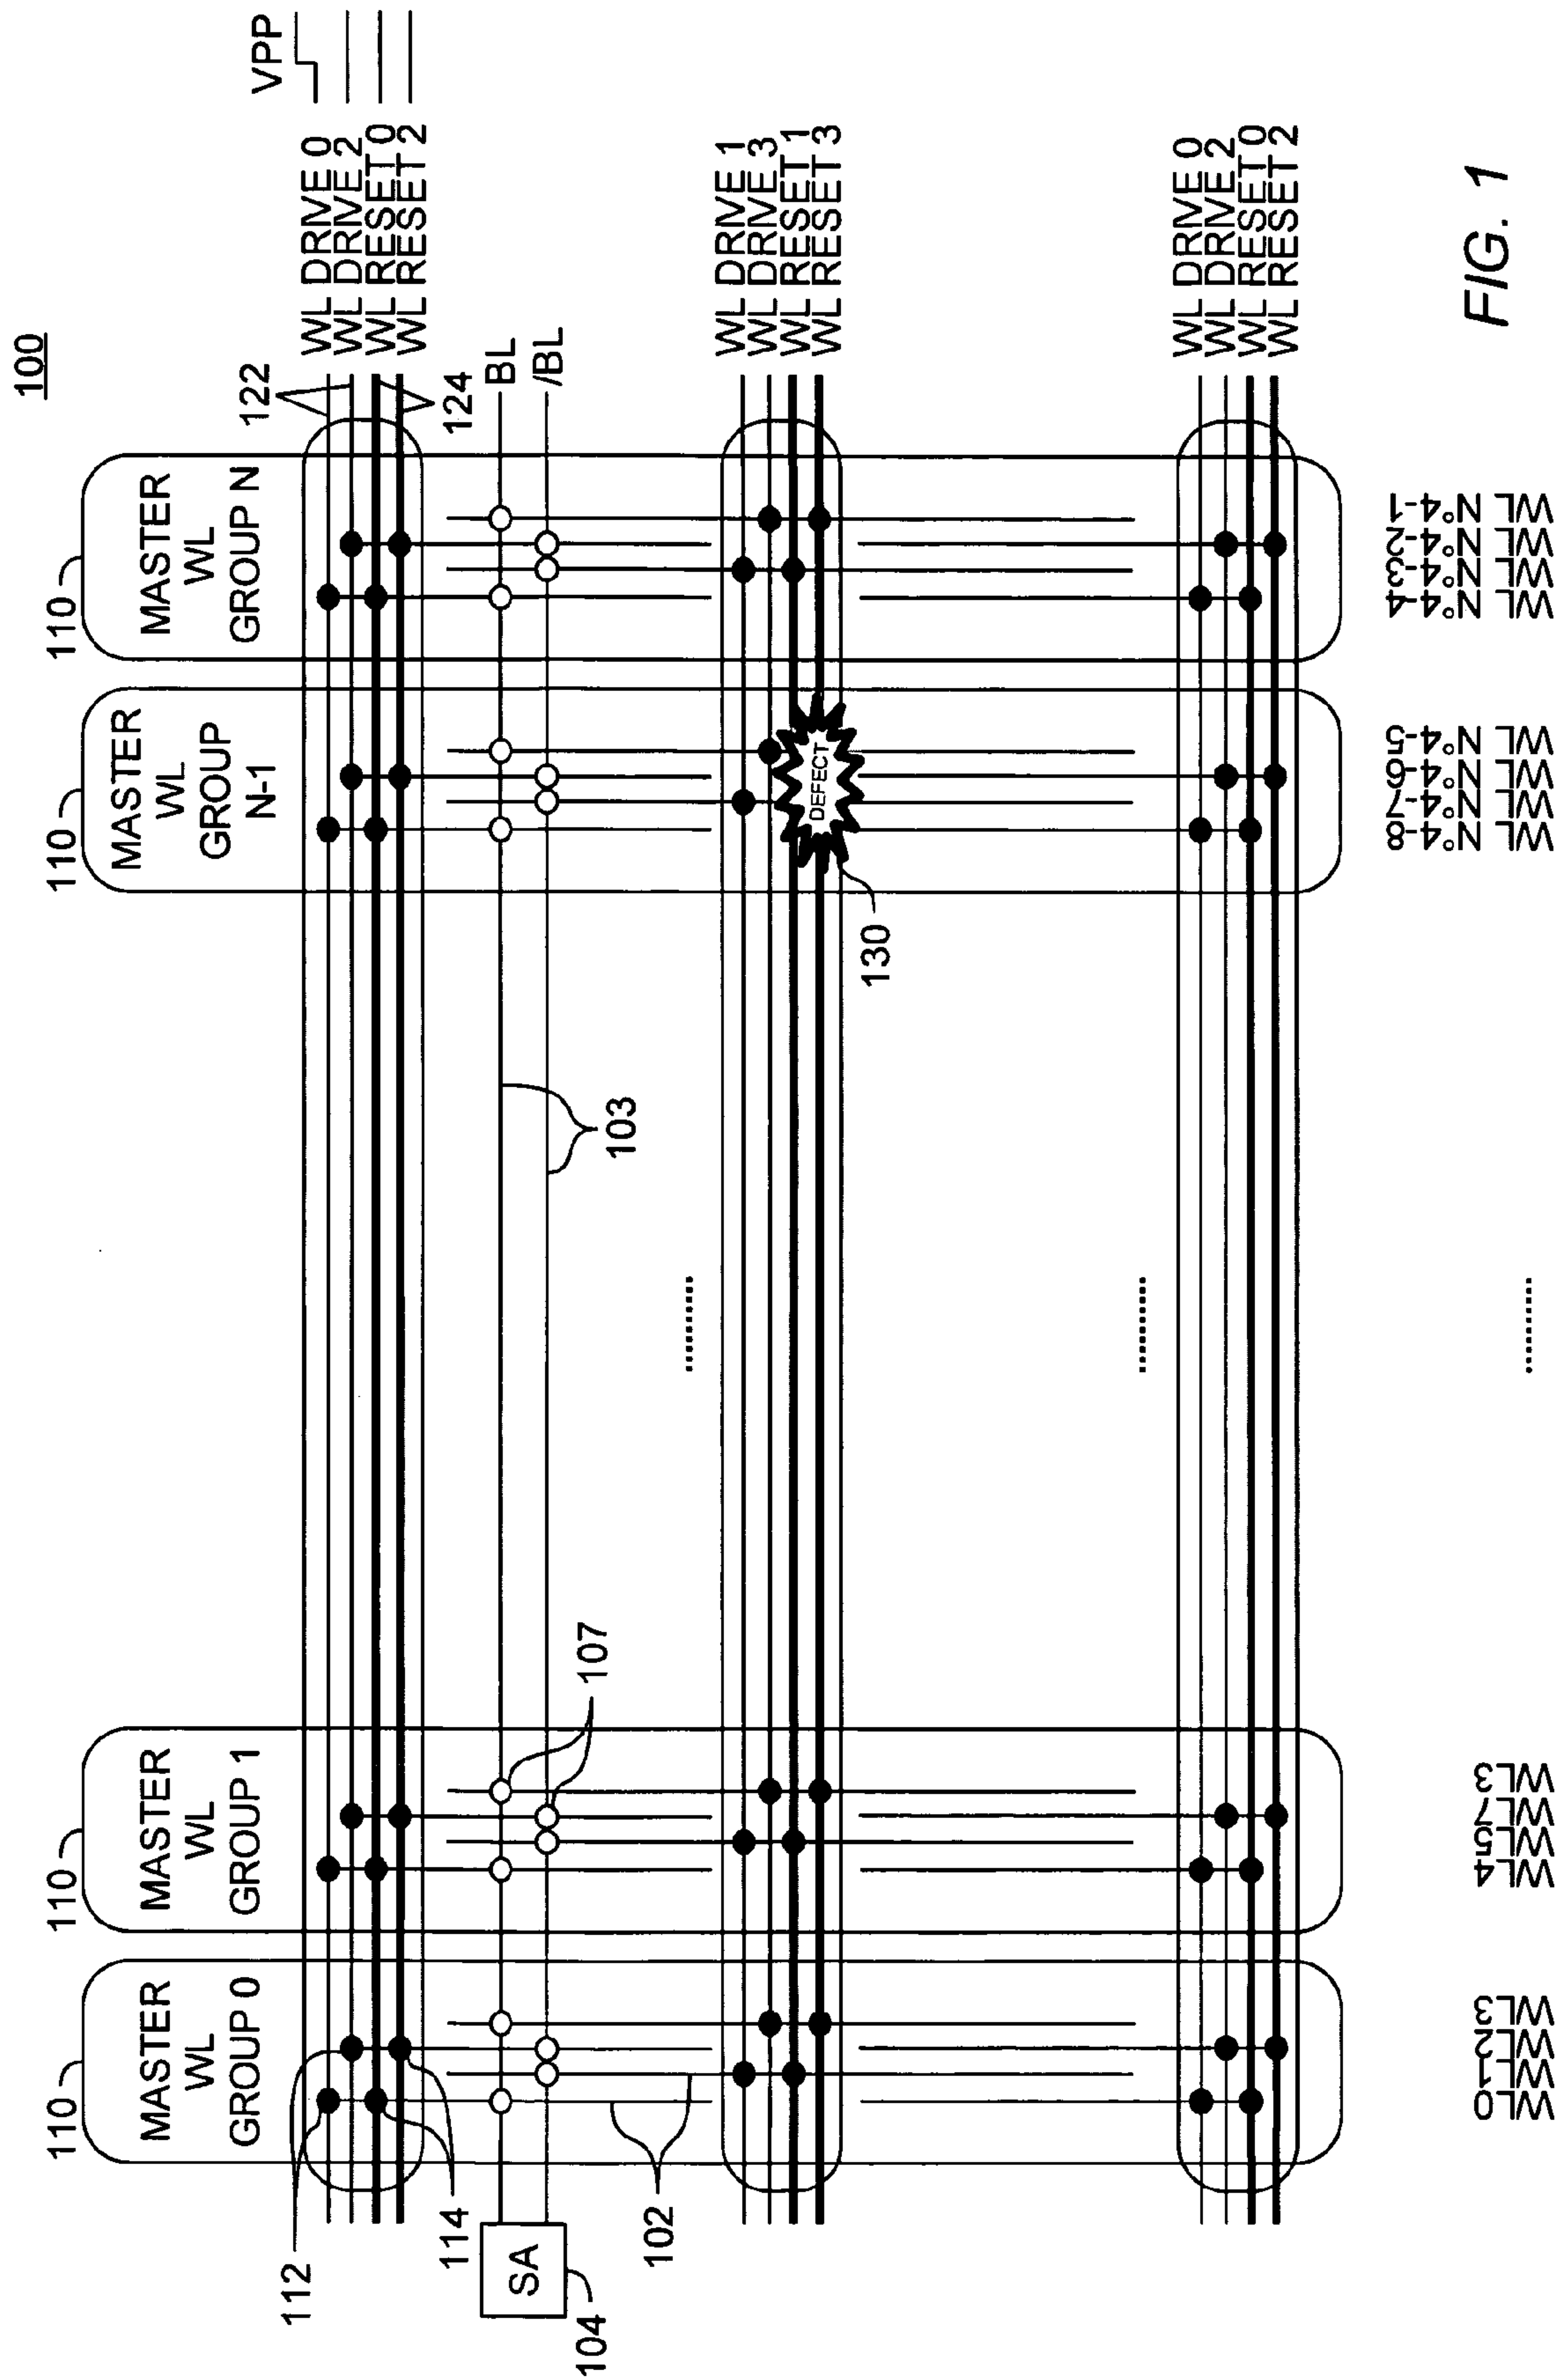 100
110
MASTER
WL
GROUP 0
110
MASTER
WL
GROUP 1
110
MASTER
WL
GROUP
N-1
110
MASTER
WL
GROUP N
VPP
112
114
122
124
WL DRIVE 0
WL DRIVE 2
WL RESET 0
WL RESET 2
SA
104
BL
/BL
102
103
107
WL DRIVE 1
WL DRIVE 3
WL RESET 1
WL RESET 3
DEFECT
130
..........
..........
WL DRIVE 0
WL DRIVE 2
WL RESET 0
WL RESET 2
WL0
WL1
WL2
WL3
WL4
WL5
WL7
WL3
..........
WL N°4-8
WL N°4-7
WL N°4-6
WL N°4-5
WL N°4-4
WL N°4-3
WL N°4-2
WL N°4-1
FIG. 1